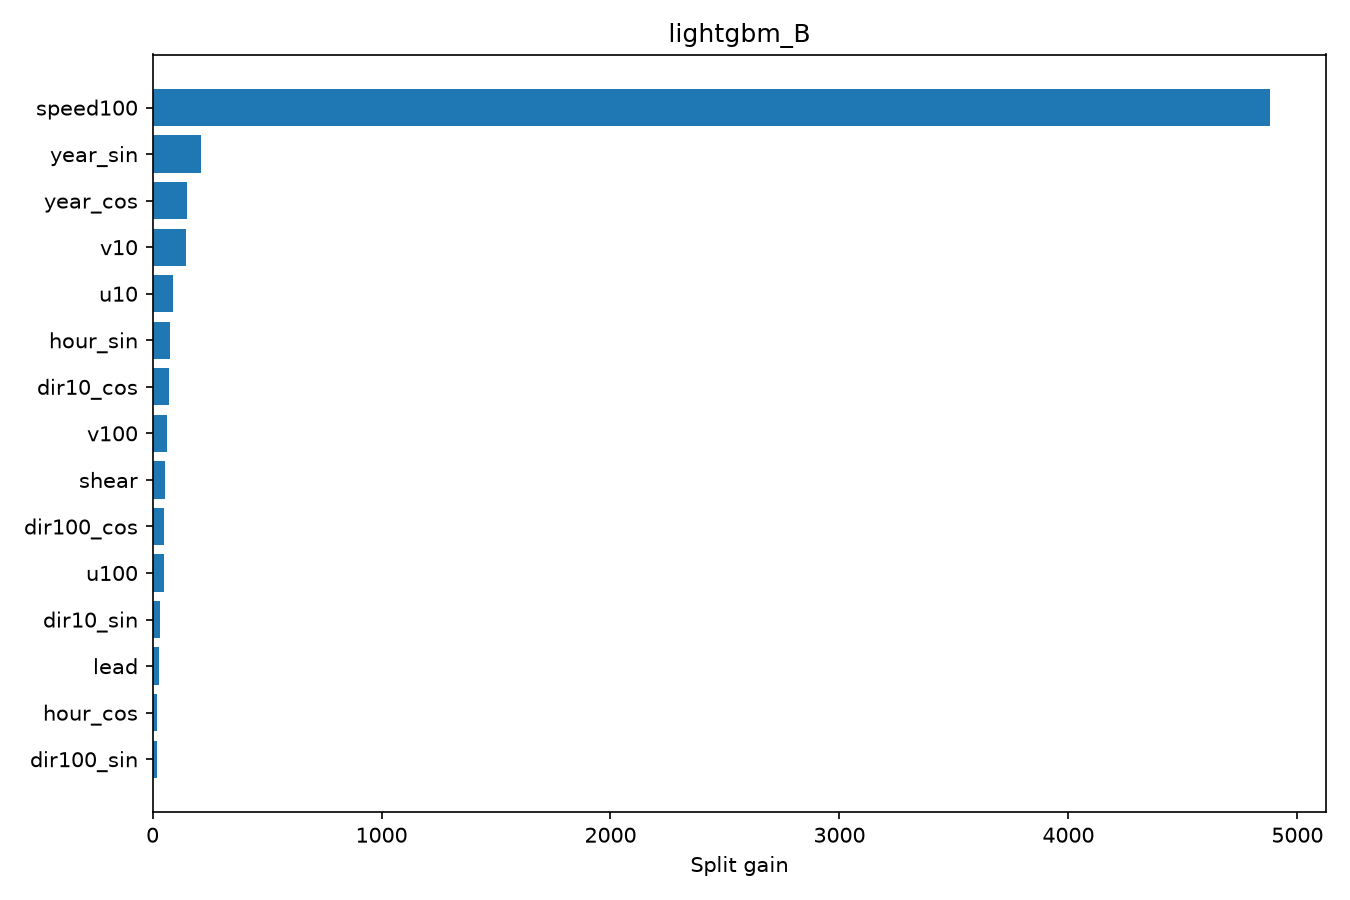 lightgbm_B
speed100
year_sin
year_cos
v10
u10
hour_sin
dir10_cos
v100
shear
dir100_cos
u100
dir10_sin
lead
hour_cos
dir100_sin
0 1000 2000 3000 4000 5000
Split gain